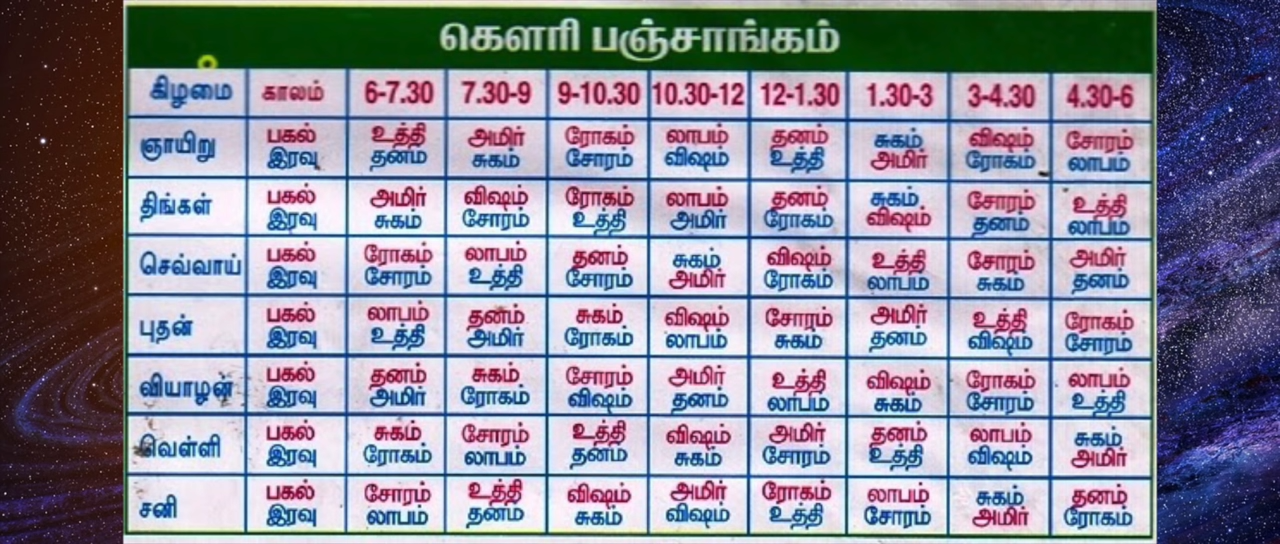 கௌரி பஞ்சாங்கம்
கிழமை காலம் 6-7.30 7.30-9 9-10.30 10.30-12 12-1.30 1.30-3 3-4.30 4.30-6
ஞாயிறு பகல் உத்தி அமிர் ரோகம் லாபம் தனம் சுகம் விஷம் சோரம்
இரவு தனம் சுகம் சோரம் விஷம் உத்தி அமிர் ரோகம் லாபம்
திங்கள் பகல் அமிர் விஷம் ரோகம் லாபம் தனம் சுகம் சோரம் உத்தி
இரவு சுகம் சோரம் உத்தி அமிர் ரோகம் விஷம் தனம் லாபம்
செவ்வாய் பகல் ரோகம் லாபம் தனம் சுகம் விஷம் உத்தி சோரம் அமிர்
இரவு சோரம் உத்தி சோரம் அமிர் ரோகம் லாபம் சுகம் தனம்
புதன் பகல் லாபம் தனம் சுகம் விஷம் சோரம் அமிர் உத்தி ரோகம்
இரவு உத்தி அமிர் ரோகம் லாபம் சுகம் தனம் விஷம் சோரம்
வியாழன் பகல் தனம் சுகம் சோரம் அமிர் உத்தி விஷம் ரோகம் லாபம்
இரவு அமிர் ரோகம் விஷம் தனம் லாபம் சுகம் சோரம் உத்தி
வெள்ளி பகல் சுகம் சோரம் உத்தி விஷம் அமிர் தனம் லாபம் சுகம்
இரவு ரோகம் லாபம் தனம் சுகம் சோரம் உத்தி விஷம் அமிர்
சனி பகல் சோரம் உத்தி விஷம் அமிர் ரோகம் லாபம் சுகம் தனம்
இரவு லாபம் தனம் சுகம் விஷம் உத்தி சோரம் அமிர் ரோகம்